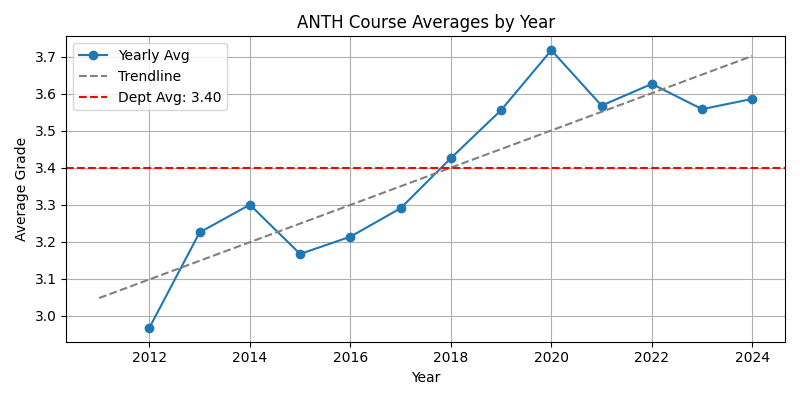 ANTH Course Averages by Year
Yearly Avg
Trendline
Dept Avg: 3.40
Average Grade
3.7
3.6
3.5
3.4
3.3
3.2
3.1
3.0
2012 2014 2016 2018 2020 2022 2024
Year